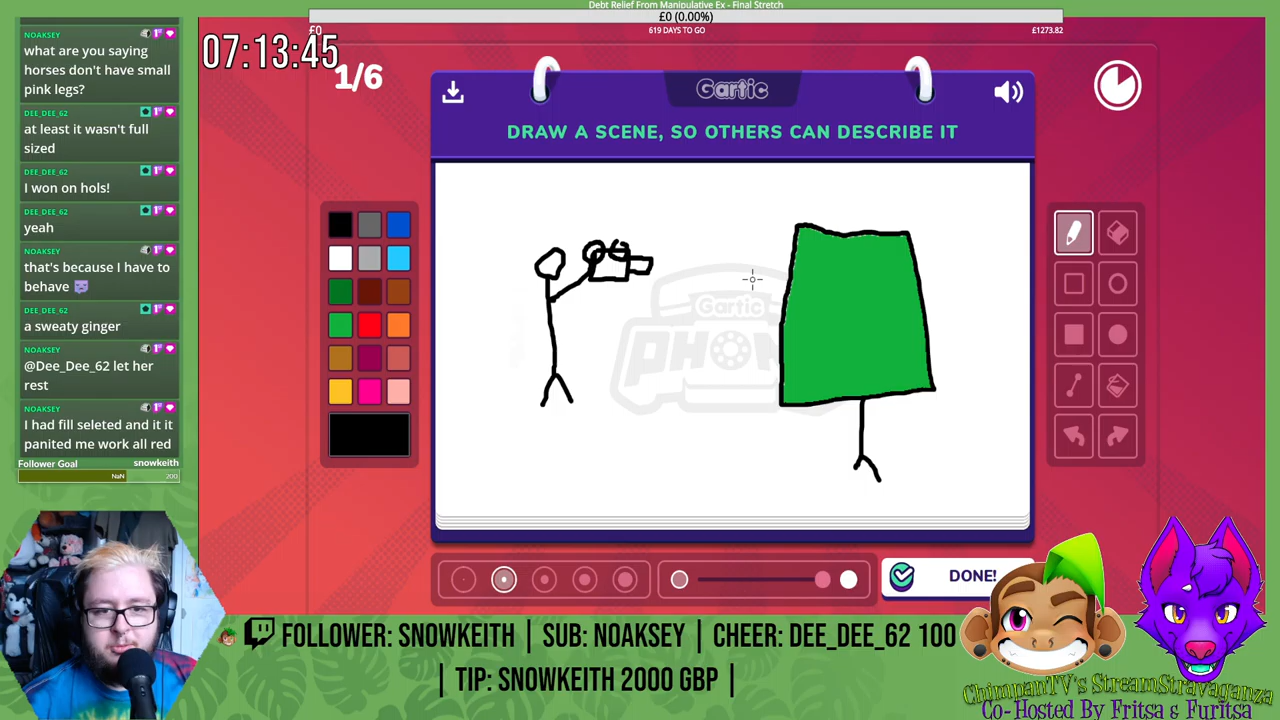 Debt Relief From Manipulative Ex - Final Stretch
£0 (0.00%)
£0
619 DAYS TO GO
£1273.82
07:13:45
1/6
Gartic
DRAW A SCENE, SO OTHERS CAN DESCRIBE IT
NOAKSEY
what are you saying
horses don't have small
pink legs?
DEE_DEE_62
at least it wasn't full
sized
DEE_DEE_62
I won on hols!
DEE_DEE_62
yeah
NOAKSEY
that's because I have to
behave
DEE_DEE_62
a sweaty ginger
NOAKSEY
@Dee_Dee_62 let her
rest
NOAKSEY
I had fill seleted and it it
panited me work all red
Follower Goal
snowkeith
NaN
200
Gartic
PHON
DONE!
FOLLOWER: SNOWKEITH | SUB: NOAKSEY | CHEER: DEE_DEE_62 100
| TIP: SNOWKEITH 2000 GBP |
ChimpanTV's StreamStravaganza
Co-Hosted By Fritsa & Furitsa